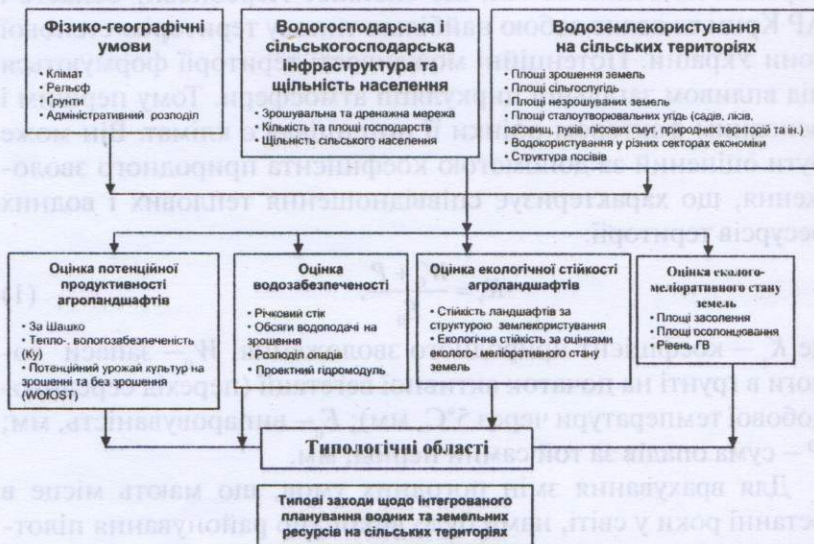 Фізико-географічні
умови
• Клімат
• Рельєф
• Ґрунти
• Адміністративний розподіл
Водогосподарська та
сільськогосподарська
інфраструктура та
щільність населення
• Зрошувальна та дренажна мережа
• Кількість та площі господарств
• Щільність сільського населення
Водоземлекористування
на сільських територіях
• Площі зрошення земель
• Площі сільгоспугідь
• Площі незрошуваних земель
• Площі сталоутворювальних угідь (садів, лісів,
пасовищ, луків, лісових смуг, природних територій та ін.)
• Водокористування у різних секторах економіки
• Структура посівів
Оцінка потенційної
продуктивності
агроландшафтів
• За Шашко
• Тепло-, вологозабезпеченість
(Ку)
• Потенційний урожай культур на
зрошенні та без зрошення
(WOfOST)
Оцінка
водозабезпеченості
• Річковий стік
• Обсяги водоподачі на
зрошення
• Розподіл опадів
• Проектний гідромодуль
Оцінка екологічної стійкості
агроландшафтів
• Стійкість ландшафтів за
структурою землекористування
• Екологічна стійкість за оцінками
еколого-меліоративного стану
земель
Оцінка еколого-
меліоративного стану
земель
• Площі засолення
• Площі осолонцювання
• Рівень ГВ
Типологічні області
Типові заходи щодо інтегрованого
планування водних та земельних
ресурсів на сільських територіях